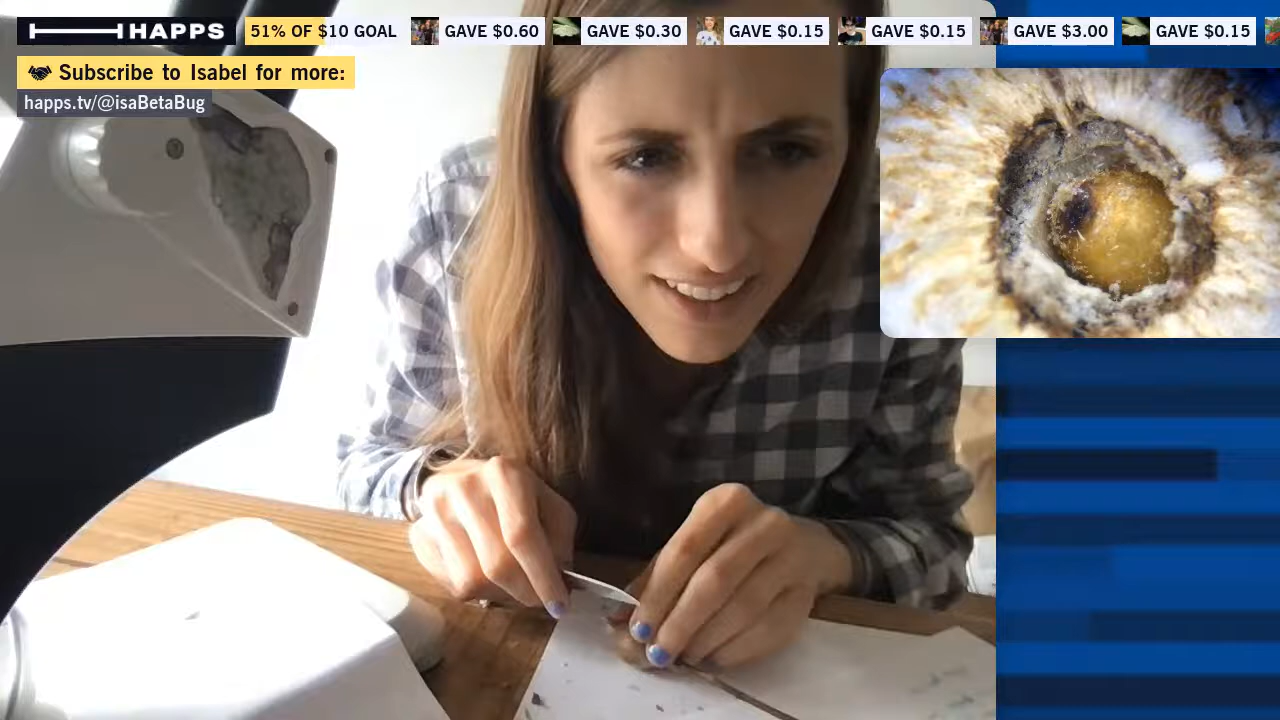 HAPPS
51% OF $10 GOAL
GAVE $0.60
GAVE $0.30
GAVE $0.15
GAVE $0.15
GAVE $3.00
GAVE $0.15
Subscribe to Isabel for more:
happs.tv/@isaBetaBug